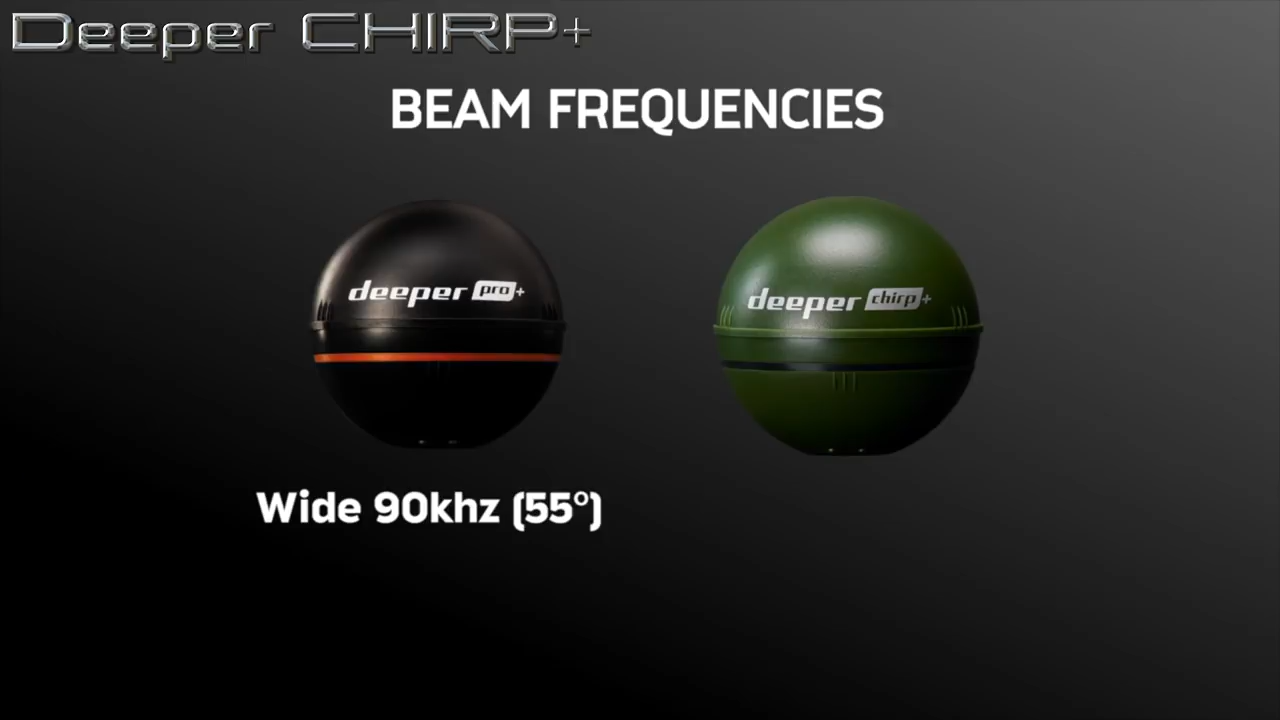 Deeper CHIRP+
BEAM FREQUENCIES
deeper pro+
deeper chirp+
Wide 90khz (55°)